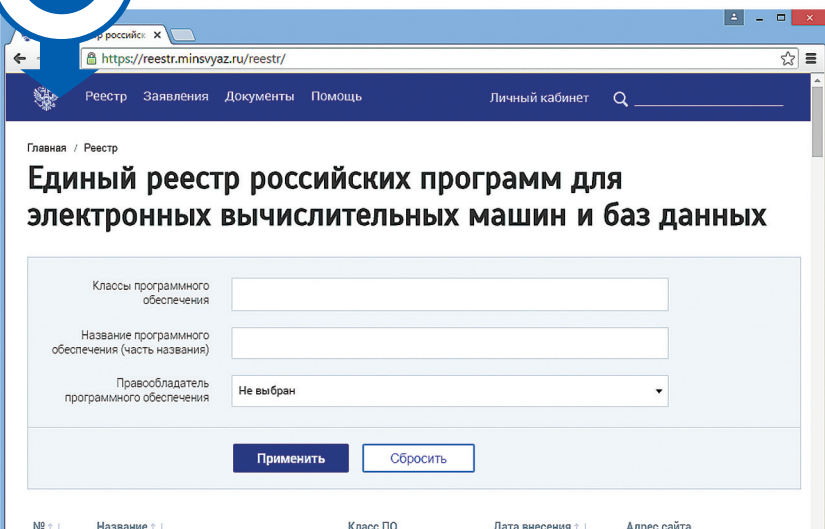 р российск
https://reestr.minsvyaz.ru/reestr/
Реестр Заявления Документы Помощь Личный кабинет
Главная / Реестр
Единый реестр российских программ для
электронных вычислительных машин и баз данных
Классы программного
обеспечения
Название программного
обеспечения (часть названия)
Правообладатель
программного обеспечения
Не выбран
Применить Сбросить
№ Название Класс ПО Дата внесения Адрес сайта